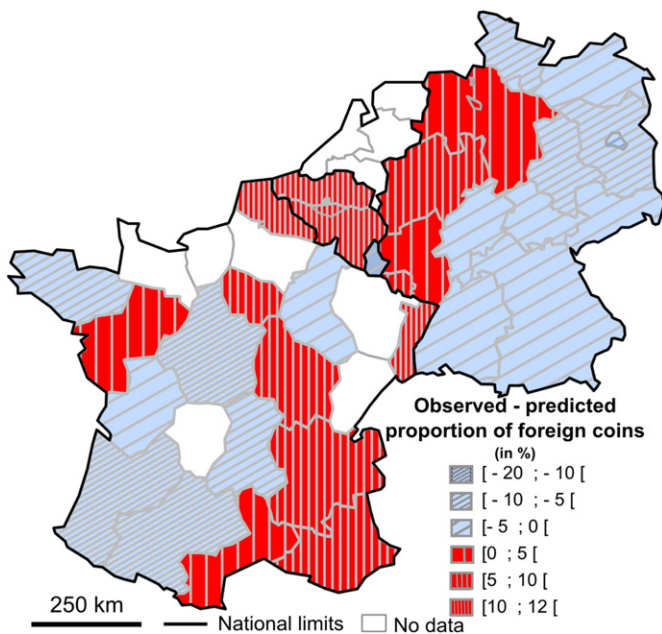 Observed - predicted
proportion of foreign coins
(in %)
[ - 20 ; - 10 [
[ - 10 ; - 5 [
[- 5 ; 0 [
[0 ; 5 [
[5 ; 10 [
[10 ; 12 [
250 km National limits No data